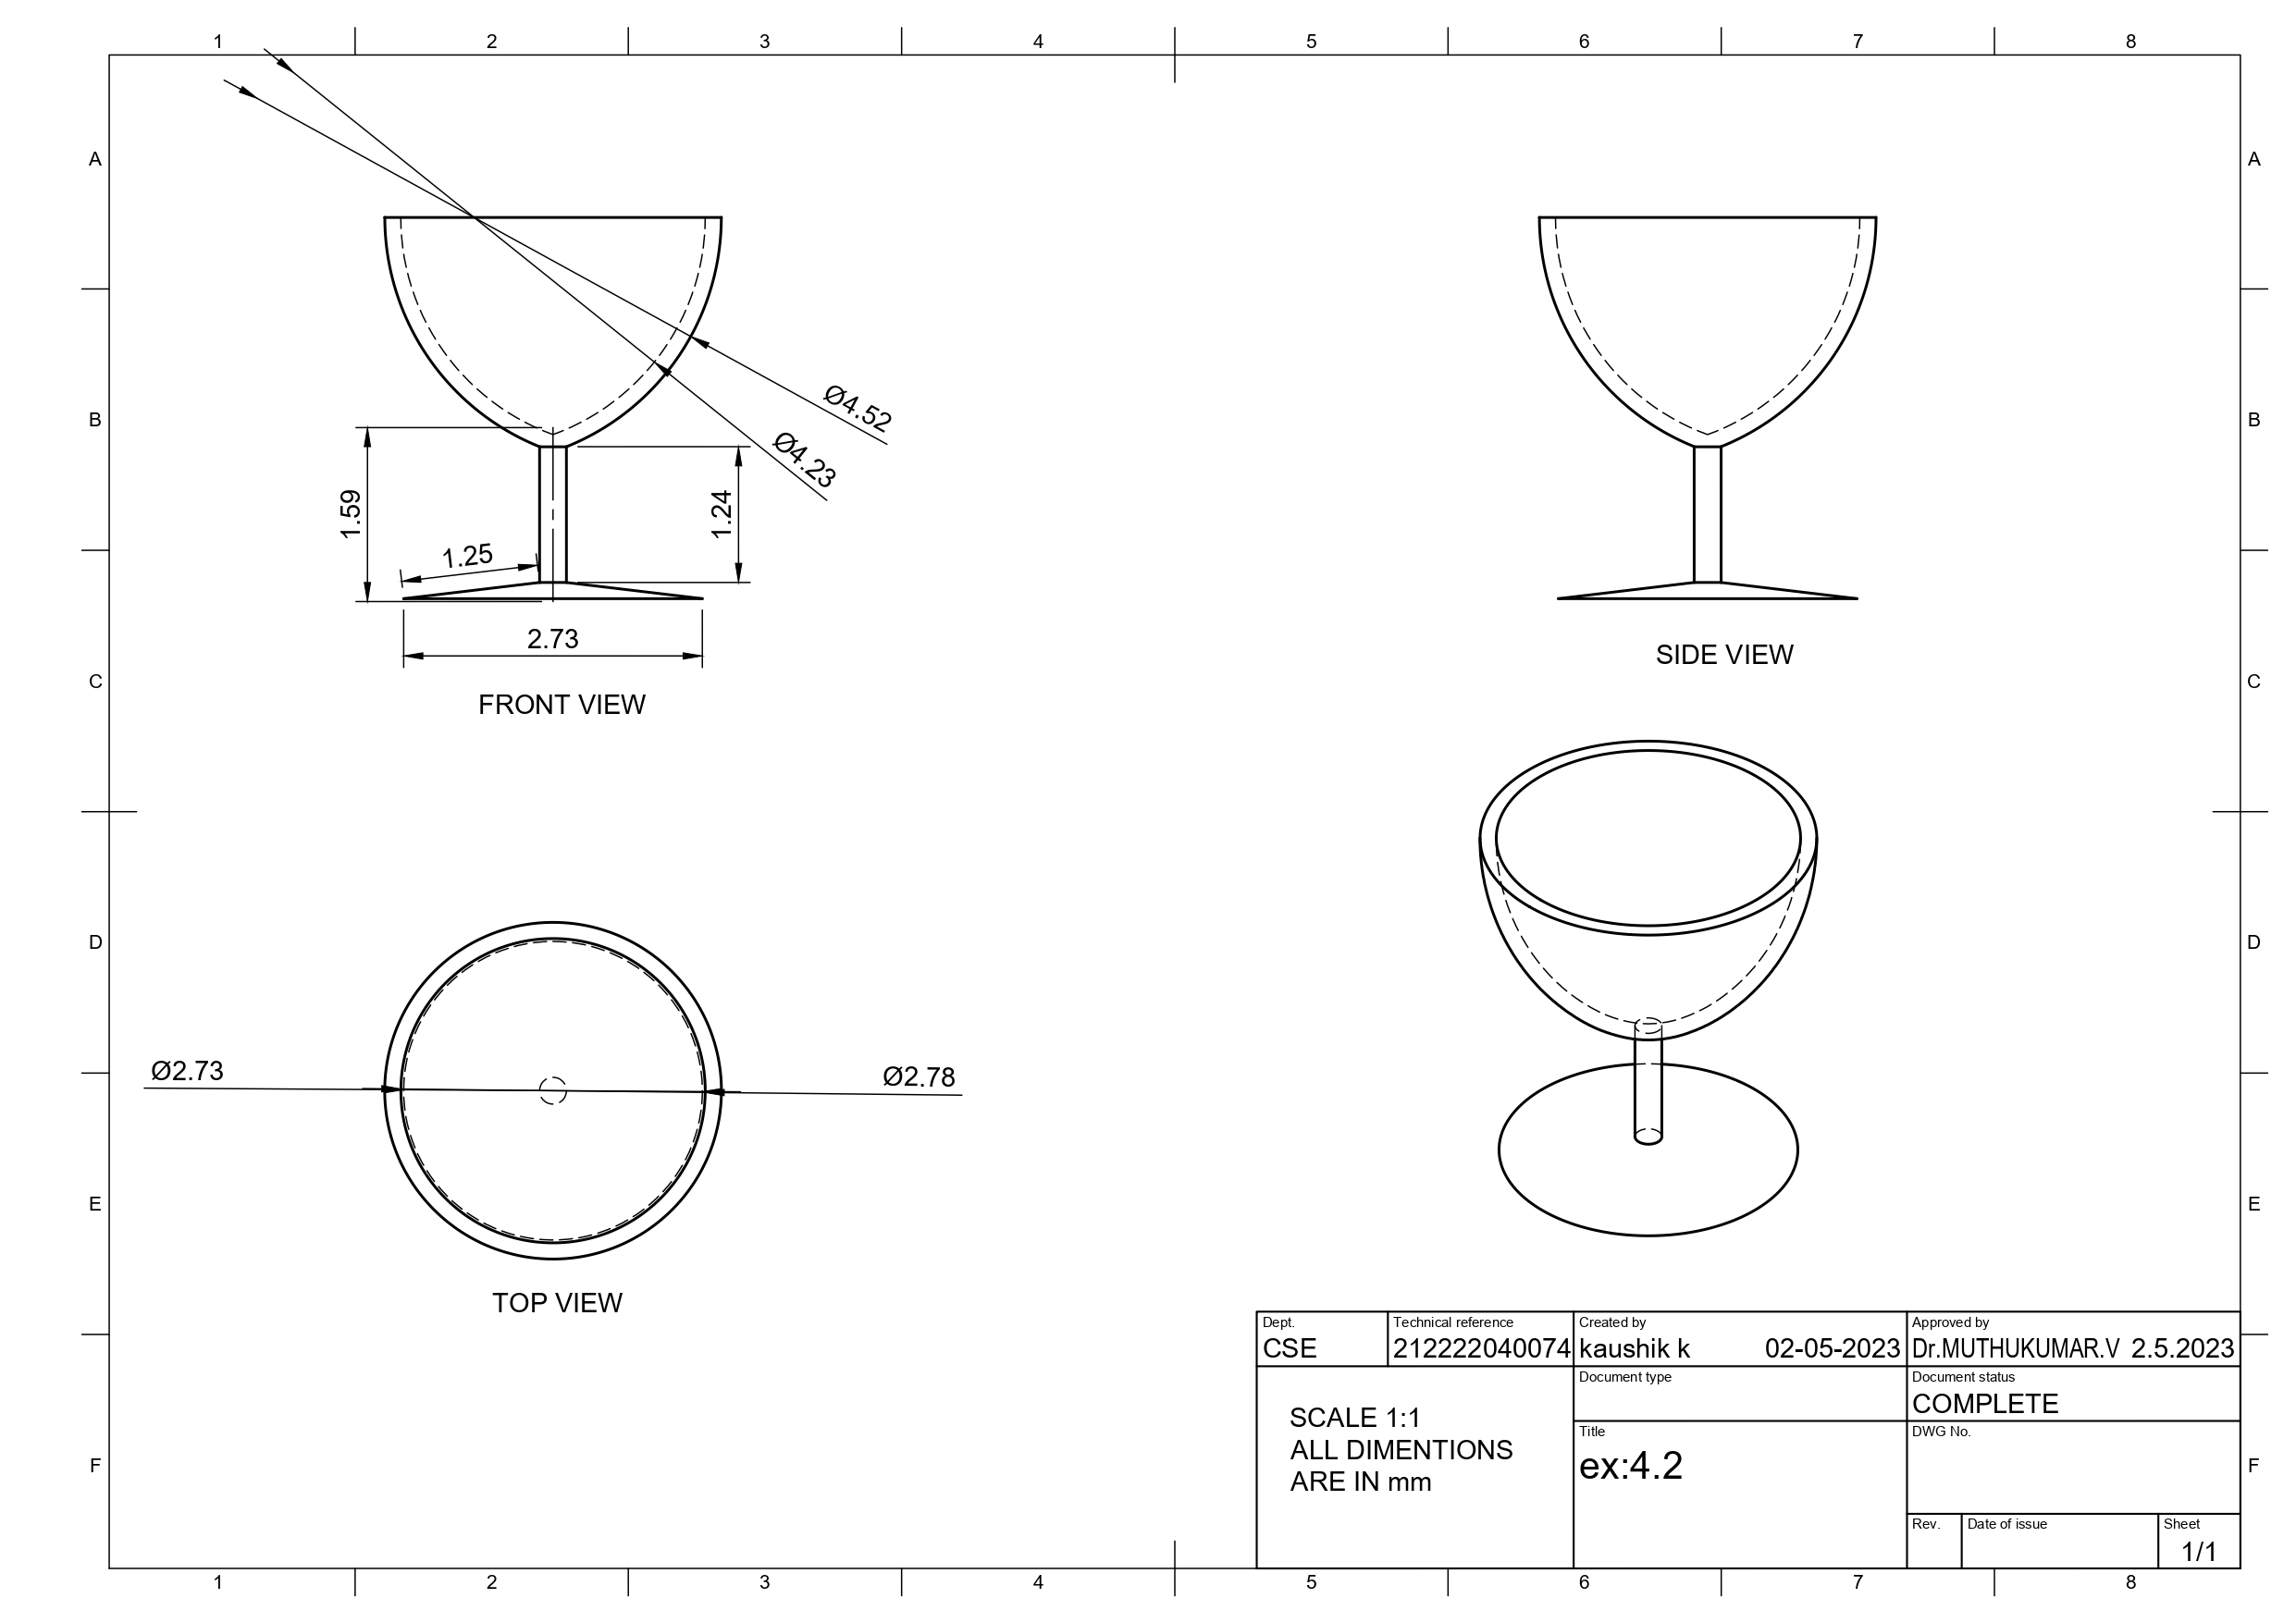 1 2 3 4 5 6 7 8
A A
B B
C C
D D
E E
F F
Ø4.52
Ø4.23
1.59
1.24
1.25
2.73
FRONT VIEW
SIDE VIEW
Ø2.73
Ø2.78
TOP VIEW
Dept.
CSE
Technical reference
212222040074
Created by
kaushik k 02-05-2023
Approved by
Dr.MUTHUKUMAR.V 2.5.2023
SCALE 1:1
ALL DIMENTIONS
ARE IN mm
Document type
Document status
COMPLETE
Title
ex:4.2
DWG No.
Rev.
Date of issue
Sheet
1/1
1 2 3 4 5 6 7 8